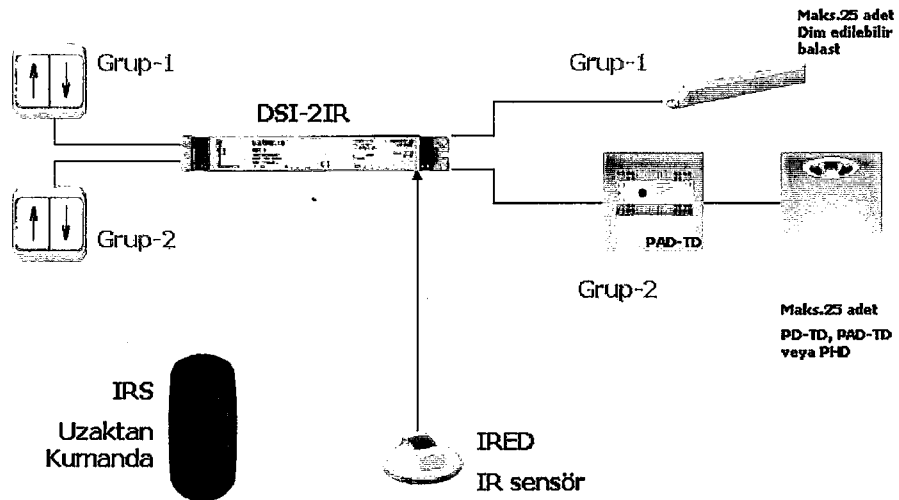 Maks.25 adet
Dim edilebilir
balast
Grup-1
Grup-1
DSI-2IR
Grup-2
PAD-TD
Grup-2
Maks.25 adet
PD-TD, PAD-TD
veya PHD
IRS
Uzaktan
Kumanda
IRED
IR sensör